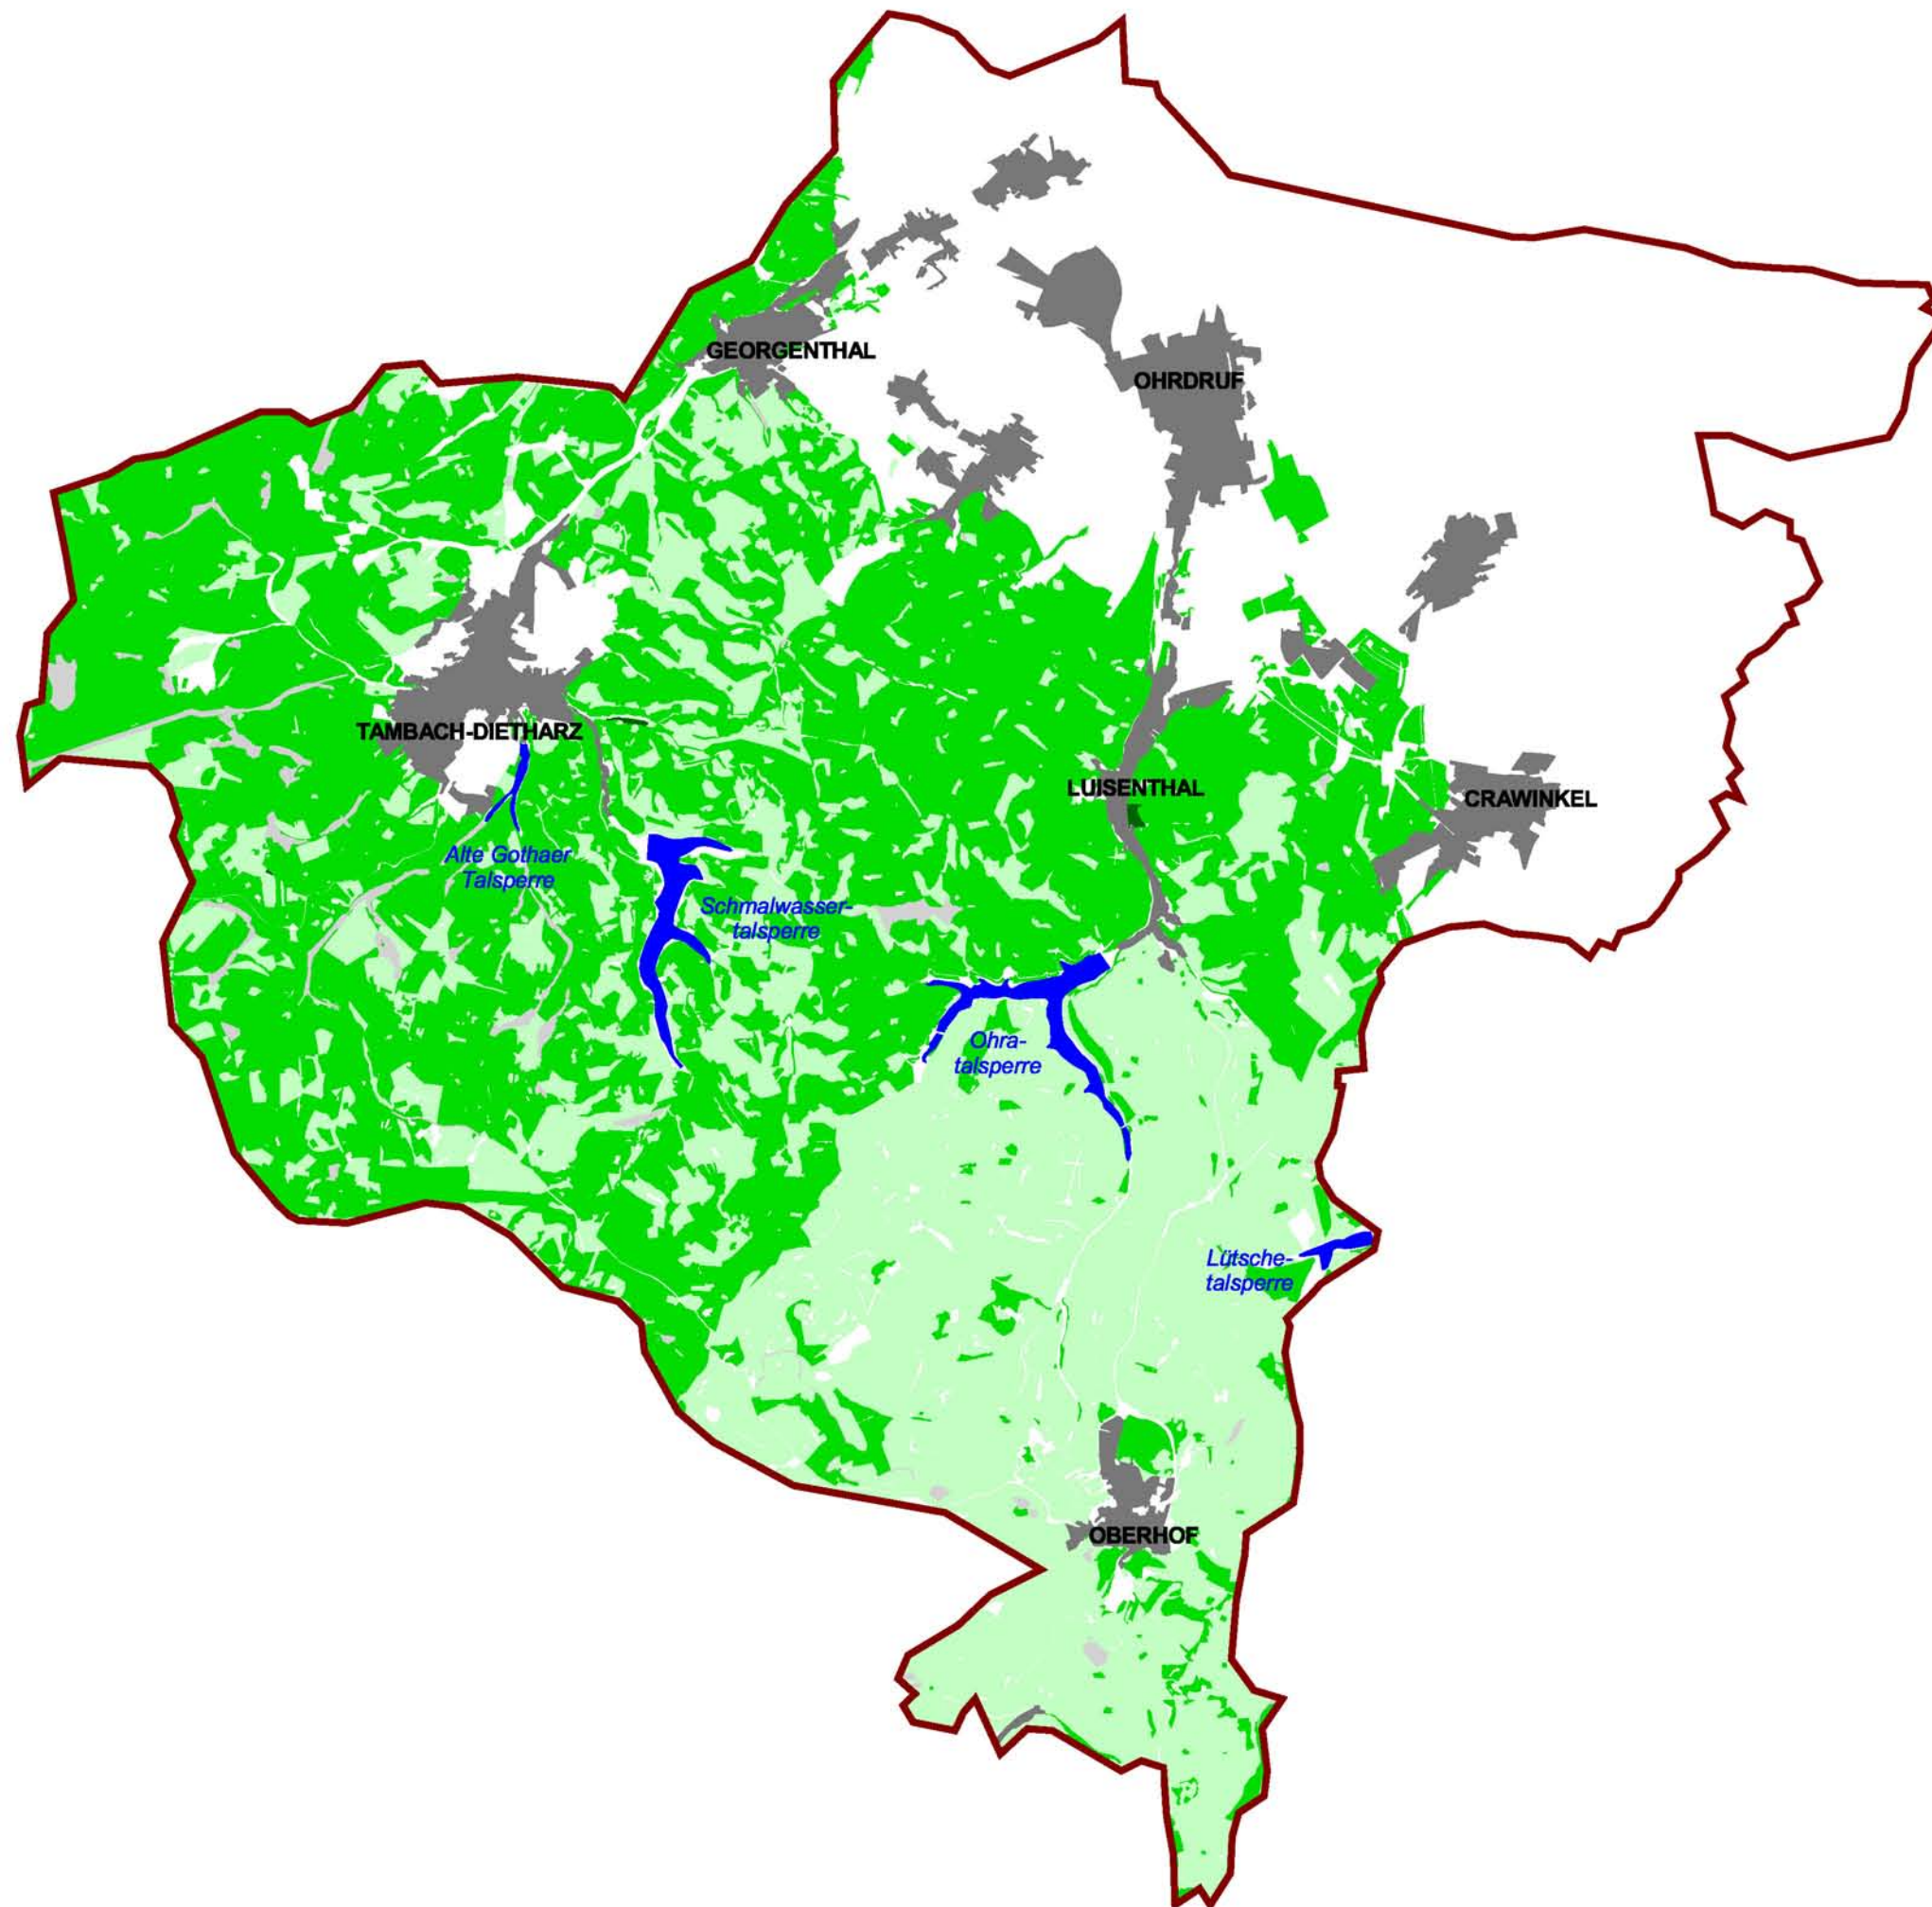 GEORGENTHAL
OHRDRUF
TAMBACH-DIETHARZ
LUISENTHAL
CRAWINKEL
Alte Gothaer
Talsperre
Schmalwasser-
talsperre
Ohra-
talsperre
Lütsche-
talsperre
OBERHOF